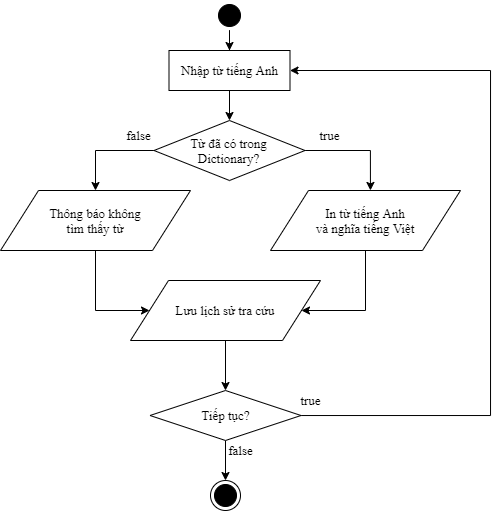 Nhập từ tiếng Anh
false
Từ đã có trong
Dictionary?
true
Thông báo không
tìm thấy từ
In từ tiếng Anh
và nghĩa tiếng Việt
Lưu lịch sử tra cứu
Tiếp tục?
true
false